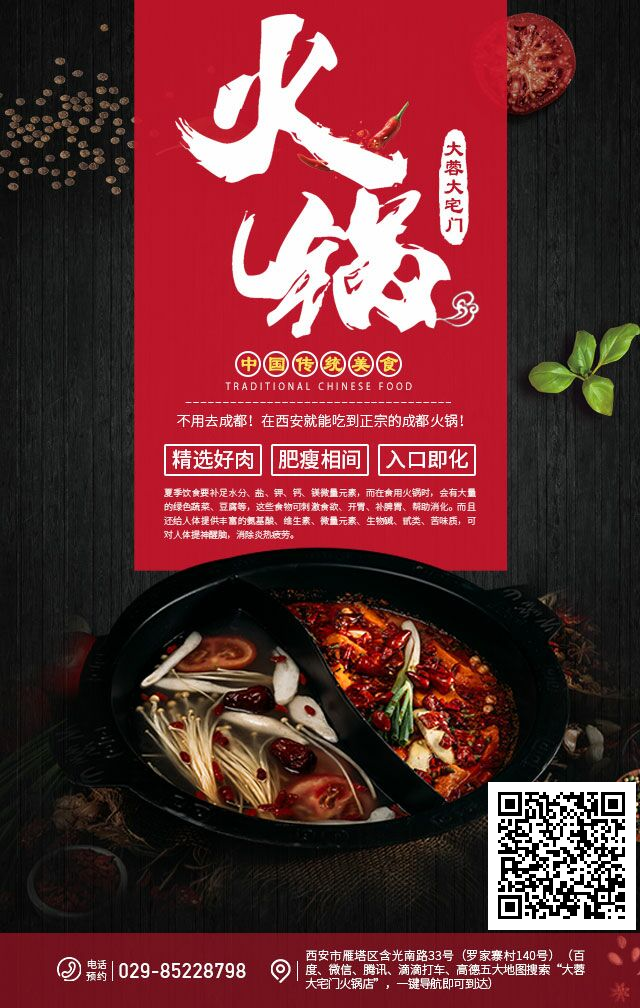 火锅
大蓉大宅门
中国传统美食
TRADITIONAL CHINESE FOOD
不用去成都！在西安就能吃到正宗的成都火锅！
精选好肉 肥瘦相间 入口即化
夏季饮食要补足水分、盐、钾、钙、镁微量元素，而在食用火锅时，会有大量
的绿色蔬菜、豆腐等，这些食物可刺激食欲、开胃、补脾胃、帮助消化。而且
还给人体提供丰富的氨基酸、维生素、微量元素、生物碱、甙类、苦味质，可
对人体提神醒脑，消除炎热疲劳。
电话
预约
029-85228798
西安市雁塔区含光南路33号（罗家寨村140号）（百
度、微信、腾讯、滴滴打车、高德五大地图搜索“大蓉
大宅门火锅店”，一键导航即可到达）